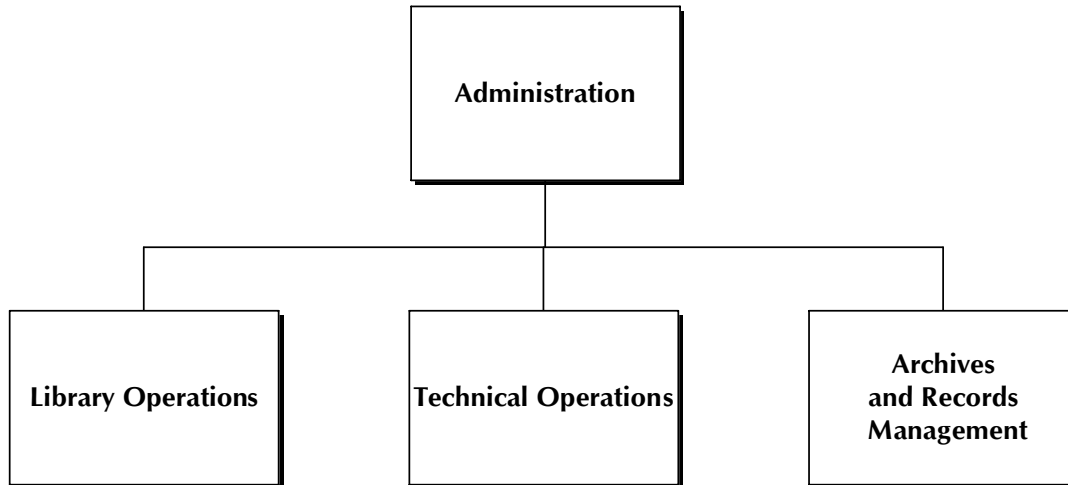 Administration
Library Operations
Technical Operations
Archives
and Records
Management